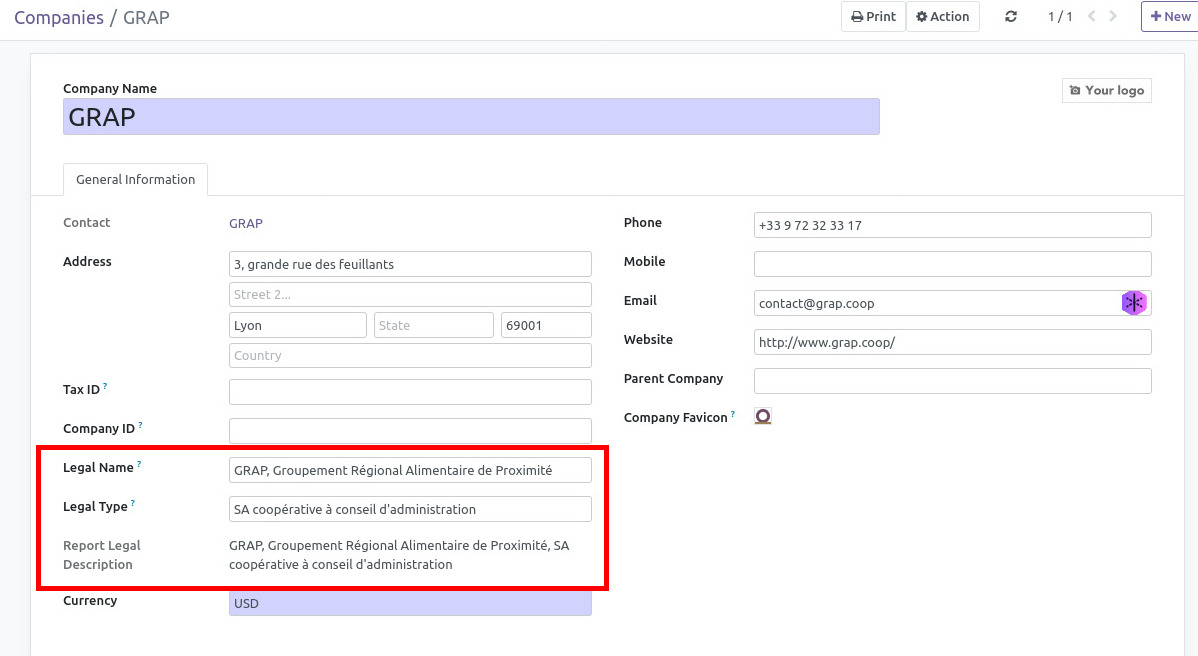 Companies / GRAP
Print
Action
1 / 1
New
Company Name
GRAP
Your logo
General Information
Contact
GRAP
Address
3, grande rue des feuillants
Street 2...
Lyon
State
69001
Country
Tax ID ?
Company ID ?
Legal Name ?
GRAP, Groupement Régional Alimentaire de Proximité
Legal Type ?
SA coopérative à conseil d'administration
Report Legal
Description
GRAP, Groupement Régional Alimentaire de Proximité, SA
coopérative à conseil d'administration
Currency
USD
Phone
+33 9 72 32 33 17
Mobile
Email
contact@grap.coop
Website
http://www.grap.coop/
Parent Company
Company Favicon ?